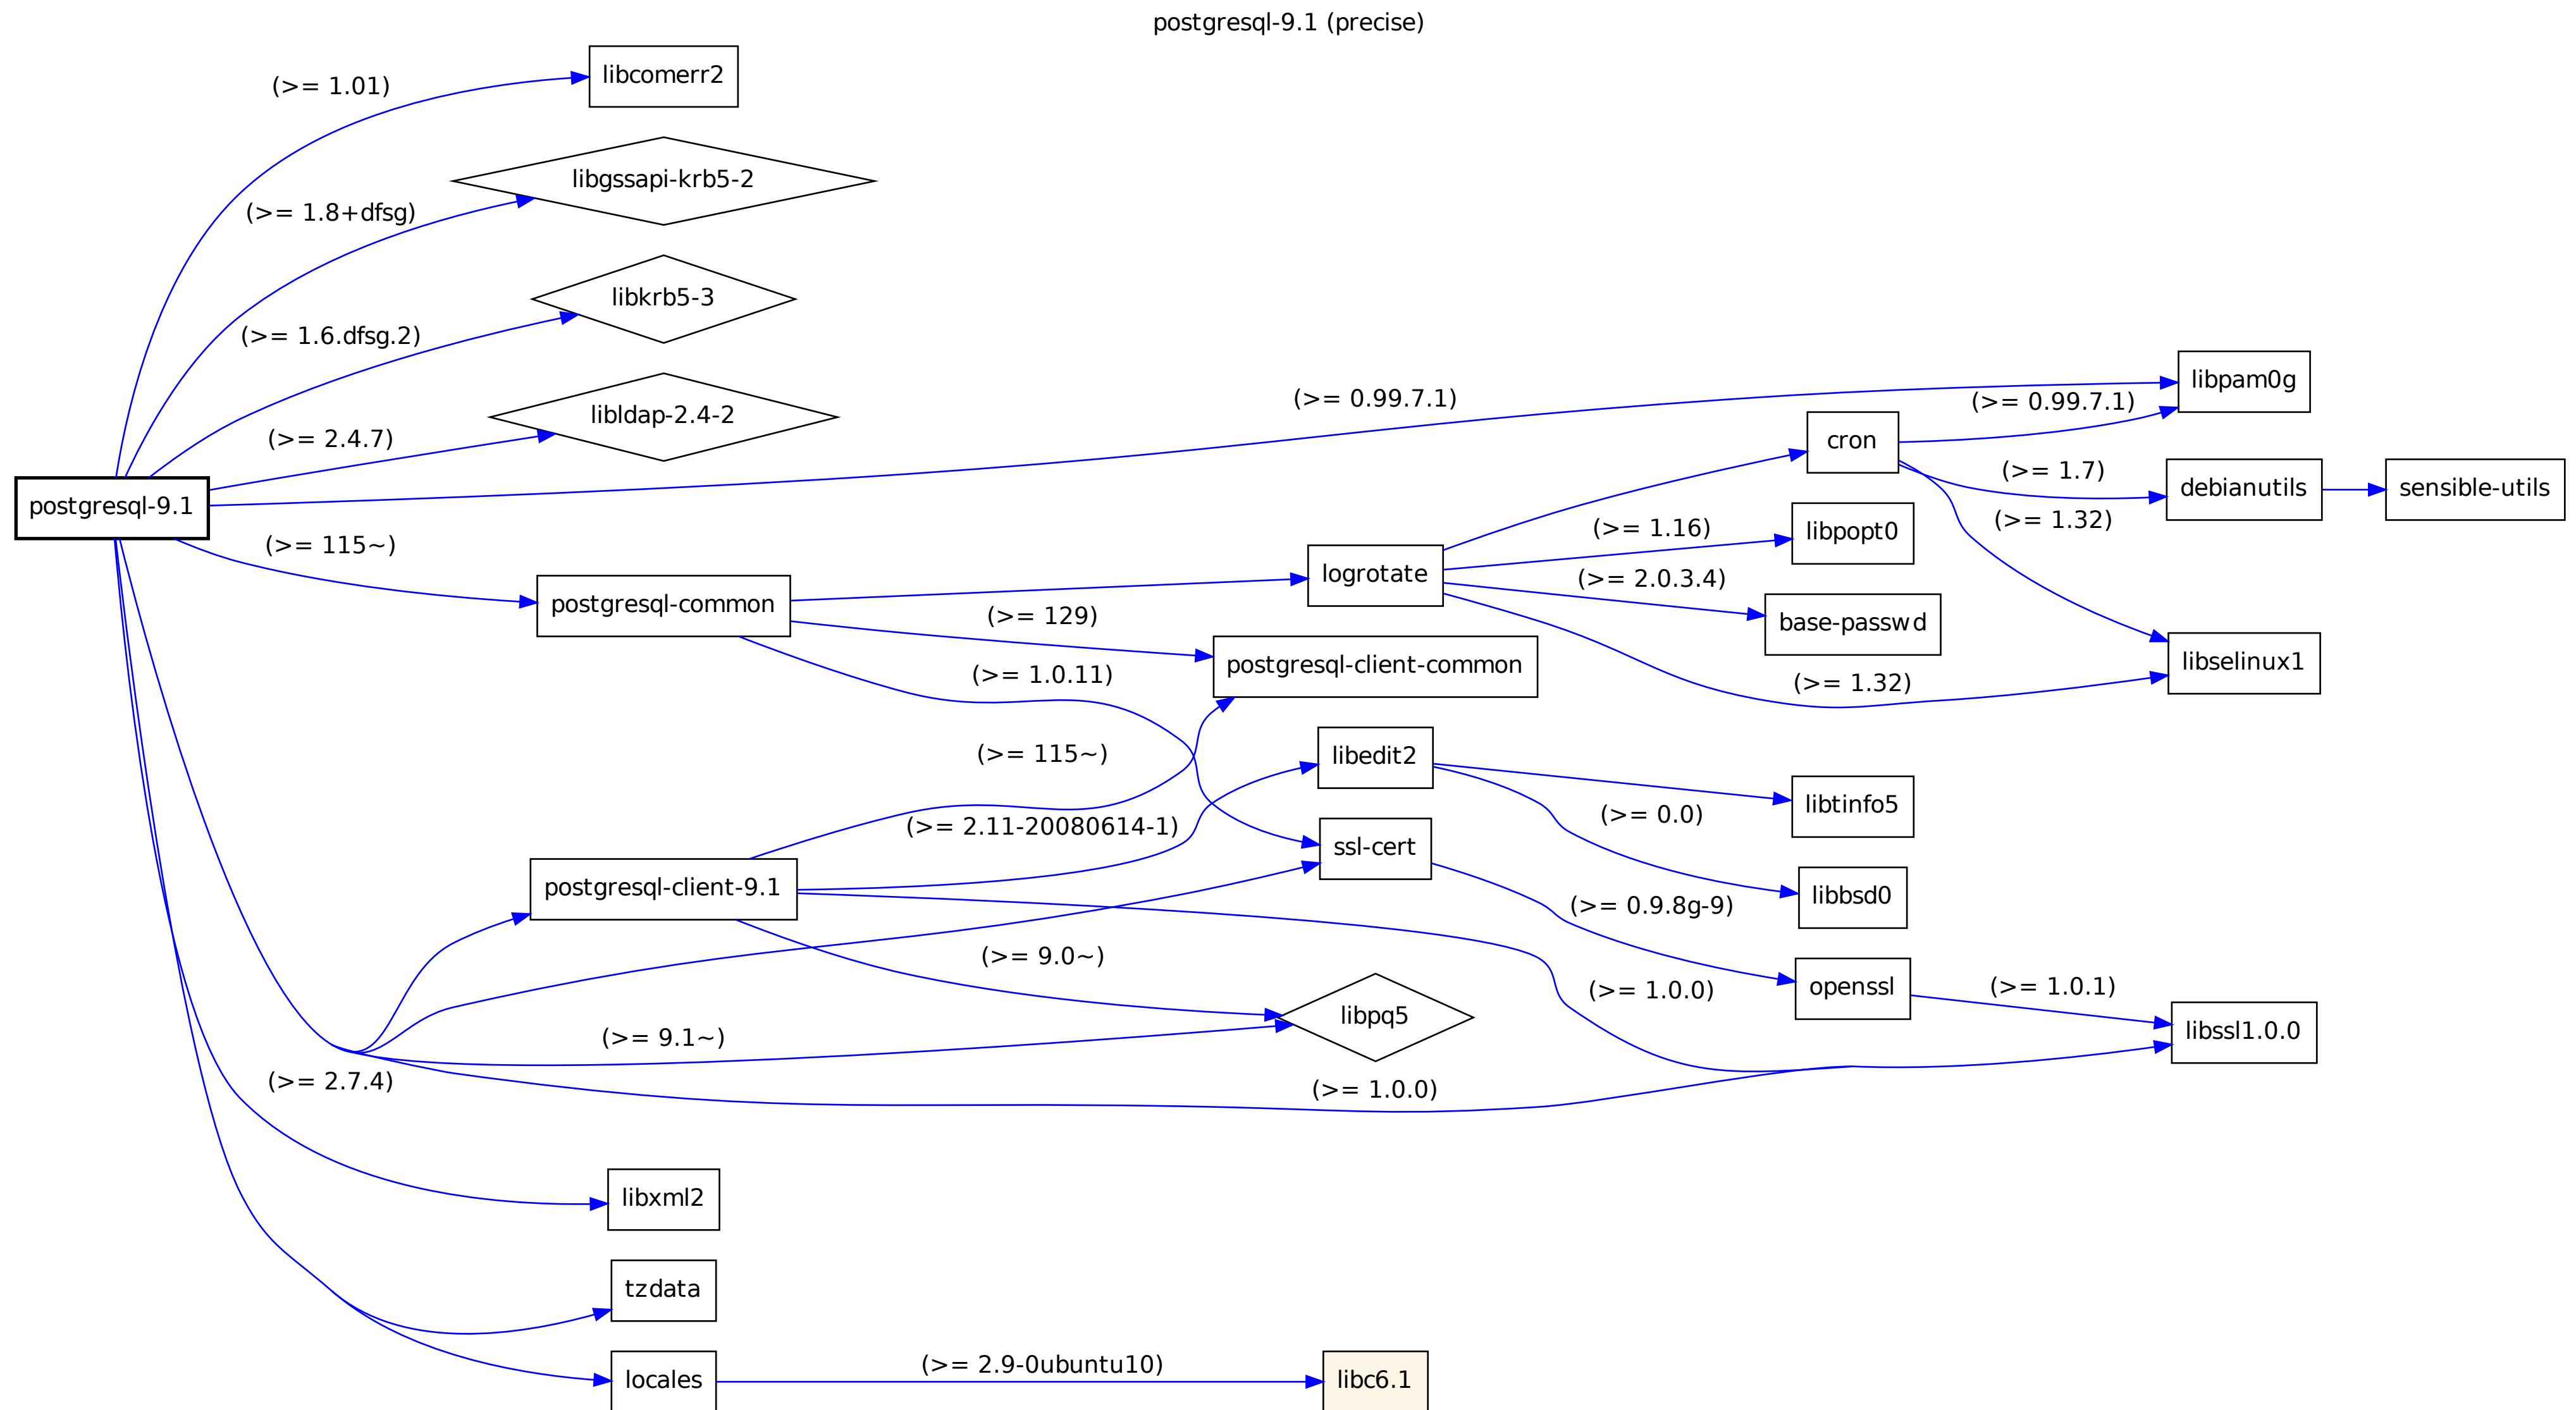 postgresql-9.1 (precise)
libcomerr2
(>= 1.01)
libgssapi-krb5-2
(>= 1.8+dfsg)
libkrb5-3
(>= 1.6.dfsg.2)
libldap-2.4-2
(>= 2.4.7)
(>= 0.99.7.1)
libpam0g
(>= 0.99.7.1)
cron
(>= 1.7)
debianutils
sensible-utils
postgresql-9.1
(>= 1.32)
(>= 1.16)
libpopt0
(>= 115~)
logrotate
(>= 2.0.3.4)
postgresql-common
(>= 129)
base-passwd
postgresql-client-common
libselinux1
(>= 1.0.11)
(>= 1.32)
(>= 115~)
libedit2
libtinfo5
(>= 0.0)
(>= 2.11-20080614-1)
ssl-cert
postgresql-client-9.1
libbsd0
(>= 0.9.8g-9)
(>= 9.0~)
(>= 1.0.0)
openssl
(>= 1.0.1)
libpq5
libssl1.0.0
(>= 9.1~)
(>= 2.7.4)
(>= 1.0.0)
libxml2
tzdata
locales
(>= 2.9-0ubuntu10)
libc6.1